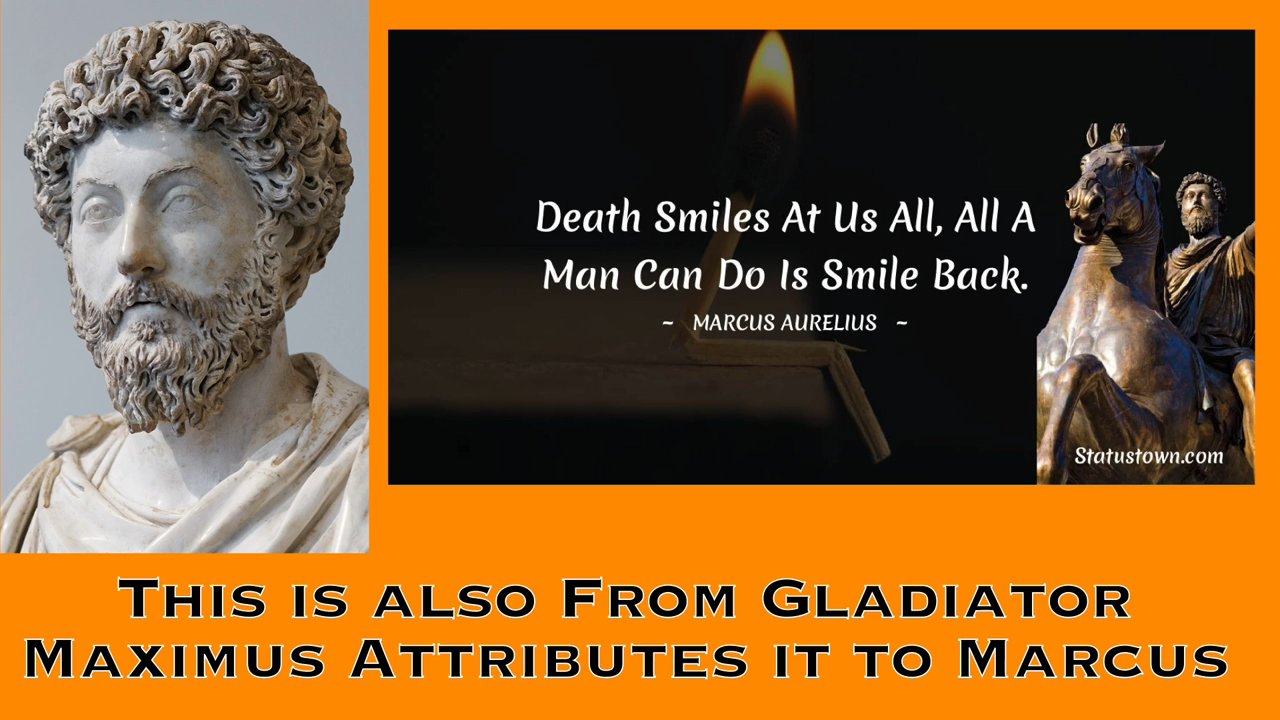 Death Smiles At Us All, All A
Man Can Do Is Smile Back.
~ MARCUS AURELIUS ~
Statustown.com
This is also From Gladiator
Maximus Attributes it to Marcus